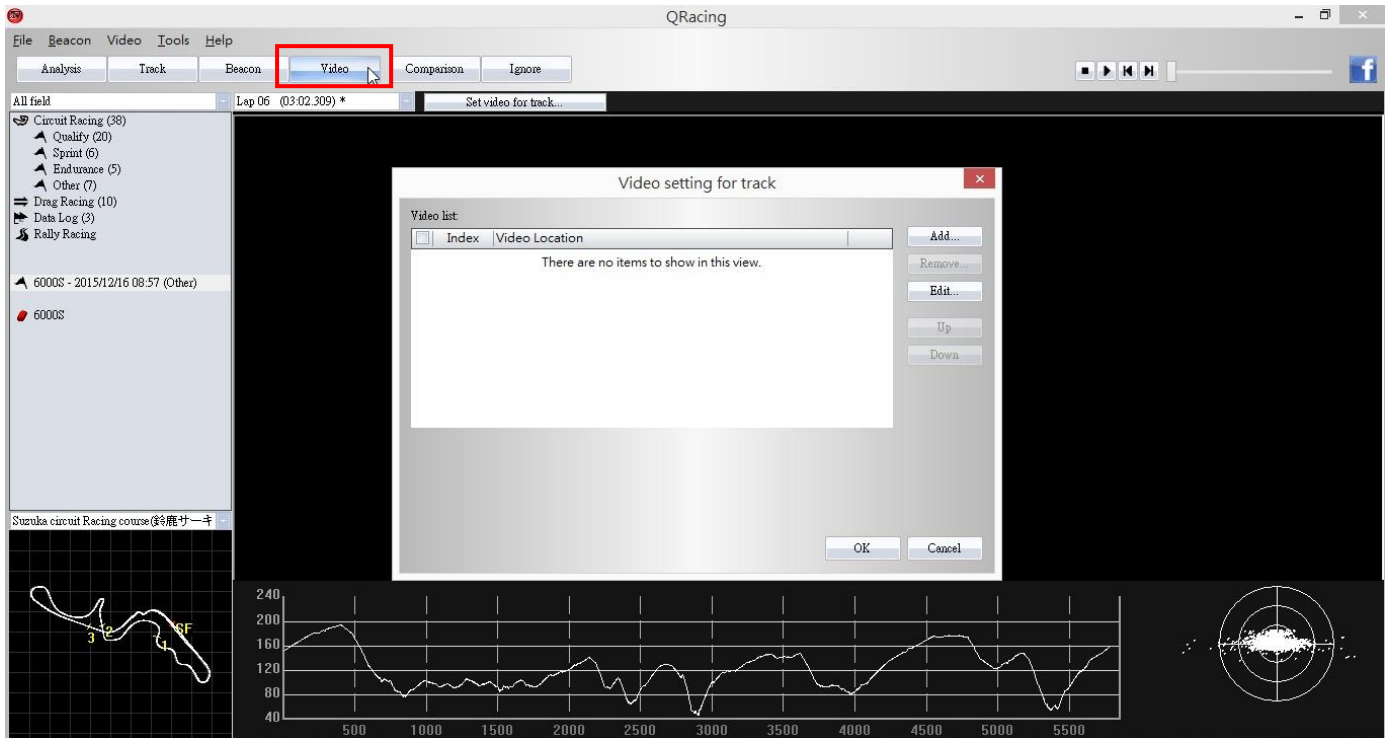 QRacing
File Beacon Video Tools Help
Analysis Track Beacon Video Comparison Ignore
All field
Lap 06 (03:02.309) *
Set video for track...
Circuit Racing (38)
Qualify (20)
Sprint (6)
Endurance (5)
Other (7)
Drag Racing (10)
Data Log (3)
Rally Racing
6000S - 2015/12/16 08:57 (Other)
6000S
Video setting for track
Video list:
Index Video Location
There are no items to show in this view.
Add...
Remove...
Edit...
Up
Down
OK Cancel
Suzuka circuit Racing course(鈴鹿サーキ
3 2 1 SF
240
200
160
120
80
40
500 1000 1500 2000 2500 3000 3500 4000 4500 5000 5500